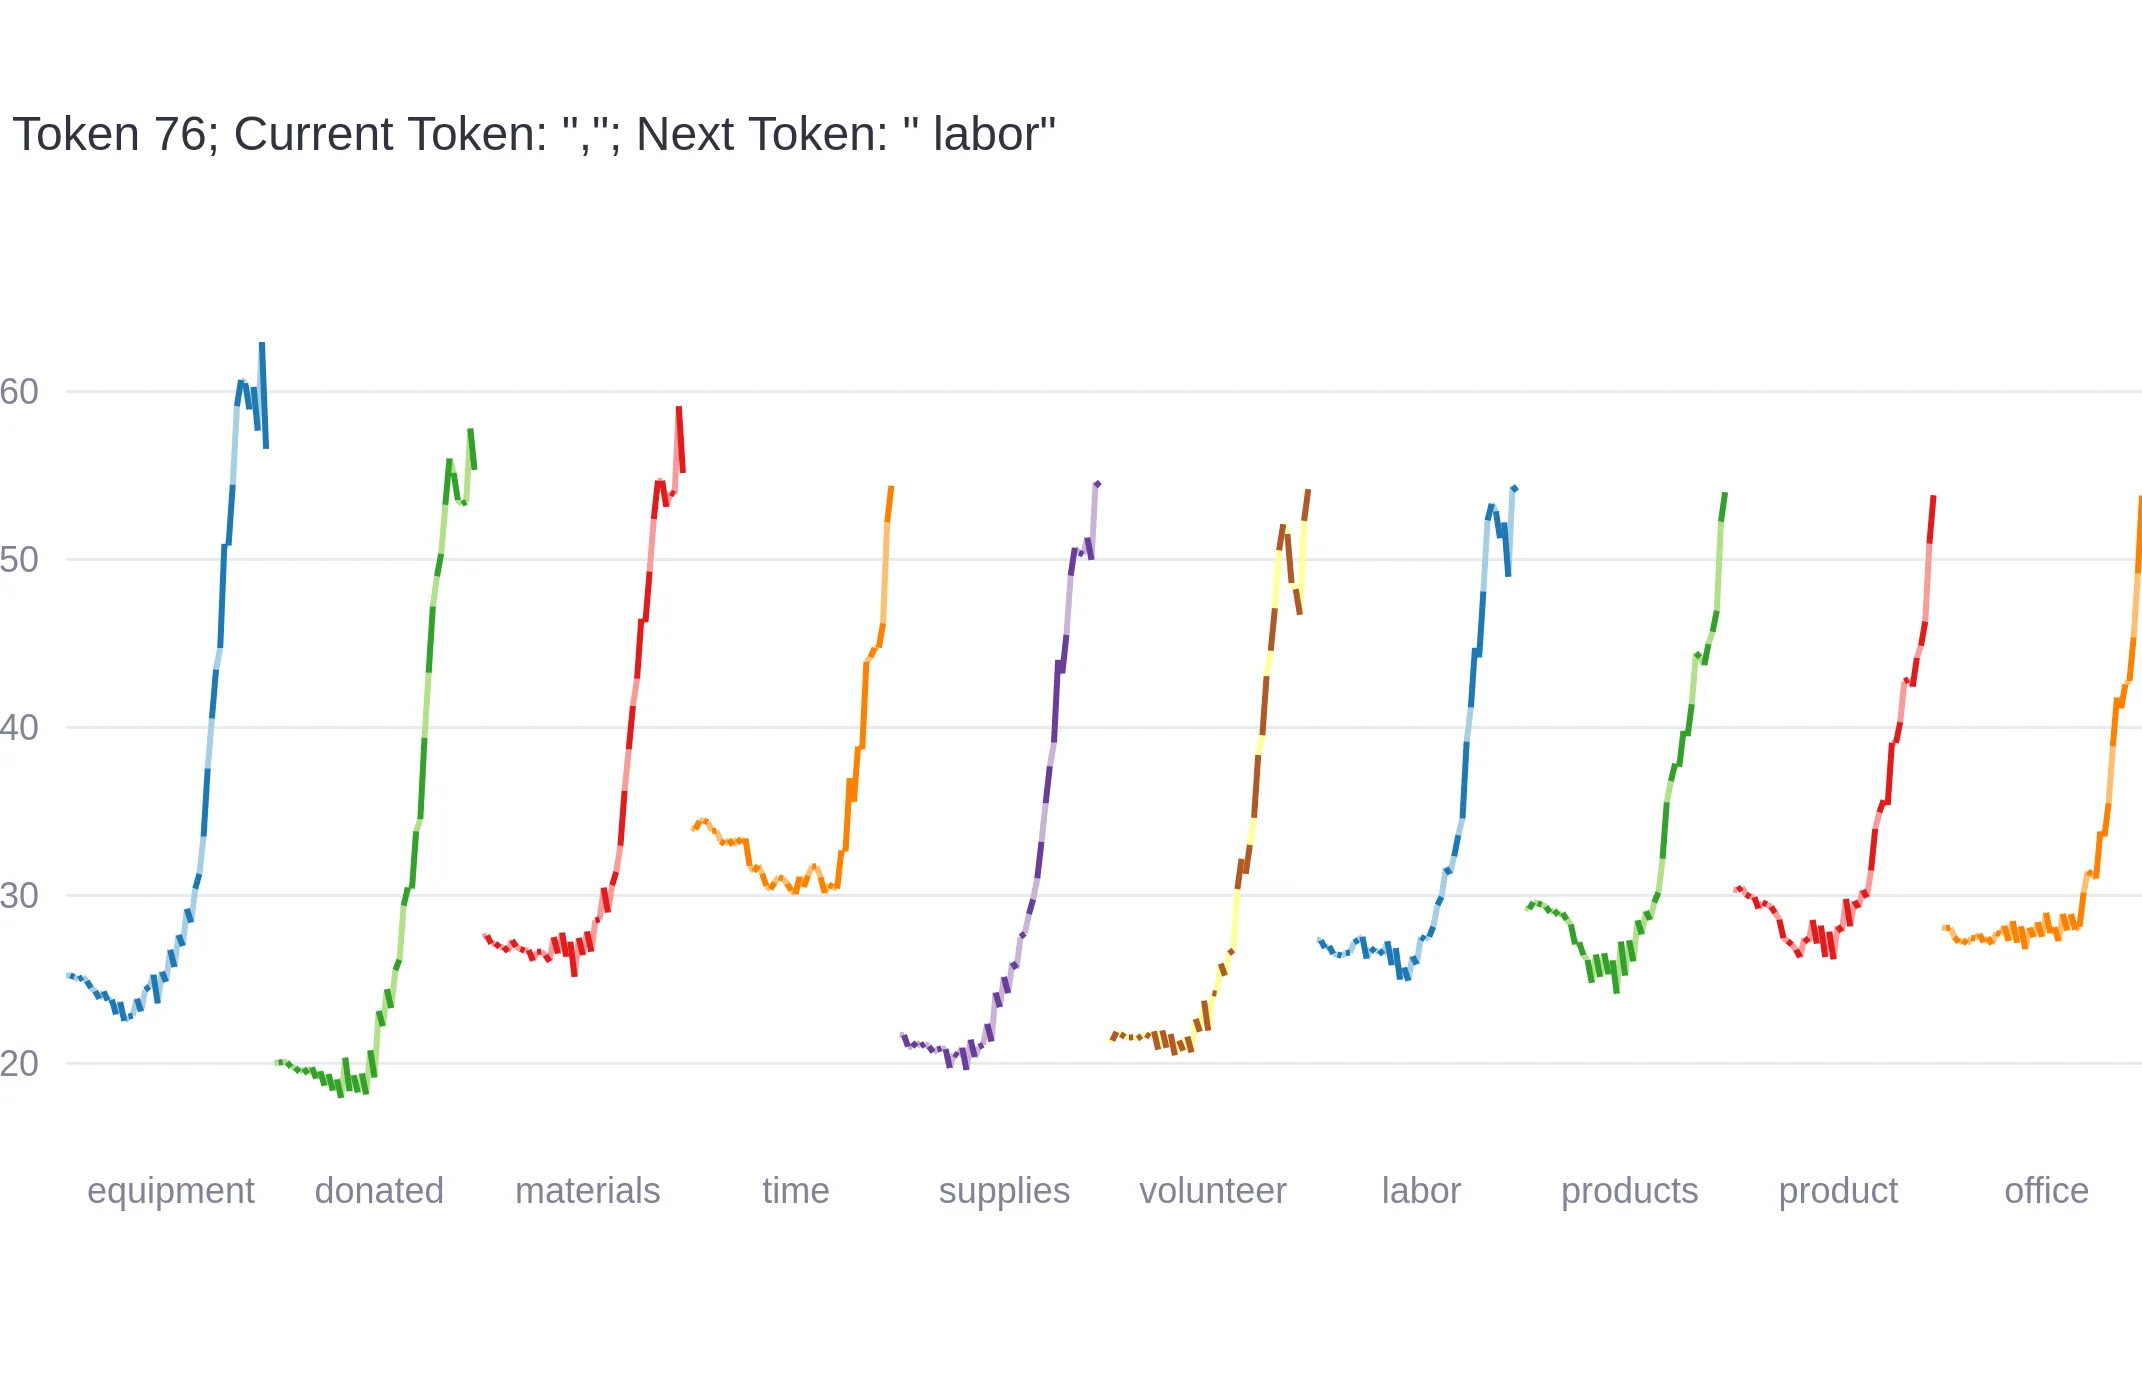 Token 76; Current Token: ","; Next Token: " labor"
60
50
40
30
20
equipment donated materials time supplies volunteer labor products product office